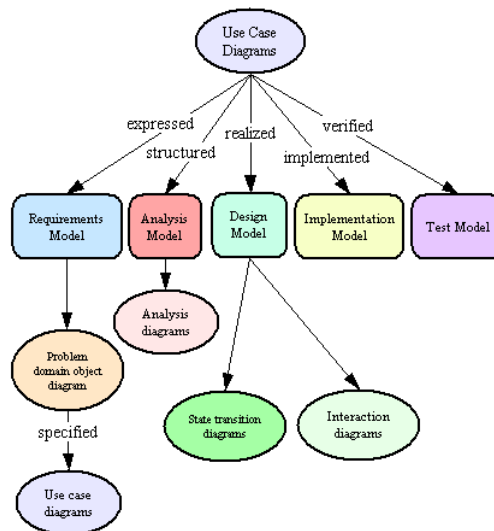 Use Case
Diagrams
expressed
realized
verified
structured
implemented
Requirements
Model
Analysis
Model
Design
Model
Implementation
Model
Test Model
Analysis
diagrams
Problem
domain object
diagram
State transition
diagrams
Interaction
diagrams
specified
Use case
diagrams